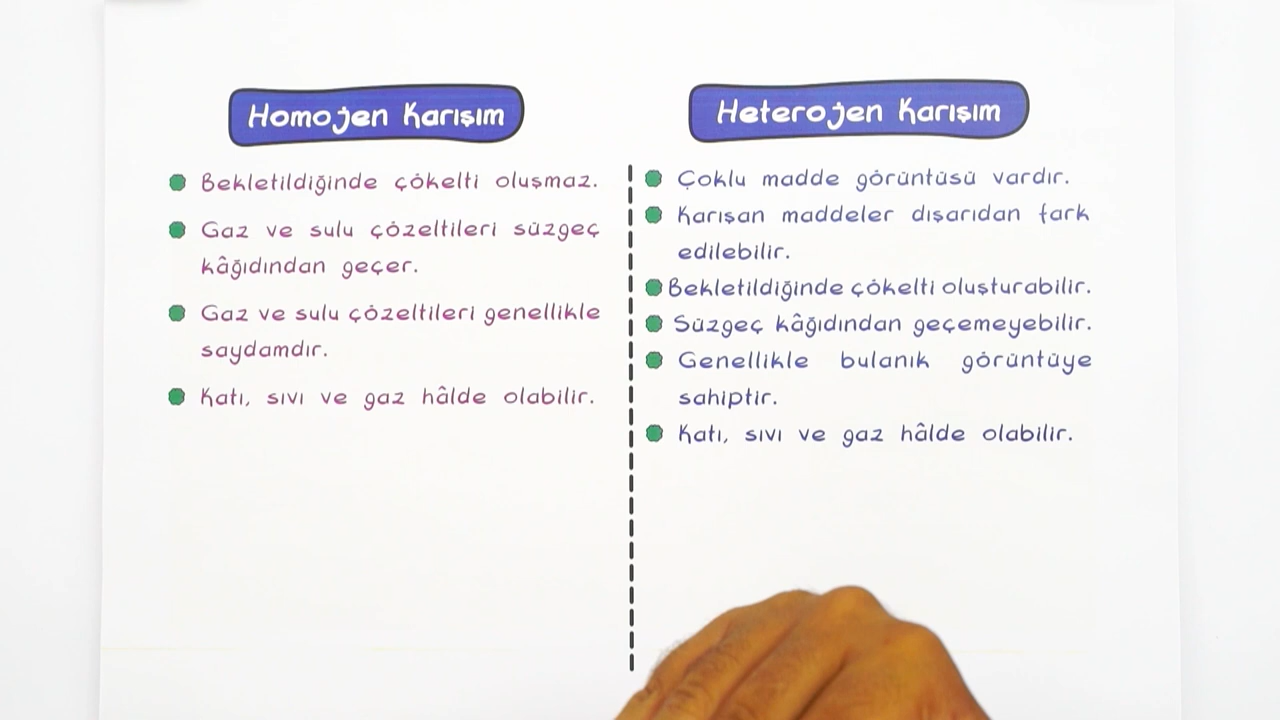 Homojen Karışım
Bekletildiğinde çökelti oluşmaz.
Gaz ve sulu çözeltileri süzgeç
kâğıdından geçer.
Gaz ve sulu çözeltileri genellikle
saydamdır.
Katı, sıvı ve gaz hâlde olabilir.
Heterojen Karışım
Çoklu madde görüntüsü vardır.
Karışan maddeler dışarıdan fark
edilebilir.
Bekletildiğinde çökelti oluşturabilir.
Süzgeç kâğıdından geçemeyebilir.
Genellikle bulanık görüntüye
sahiptir.
Katı, sıvı ve gaz hâlde olabilir.